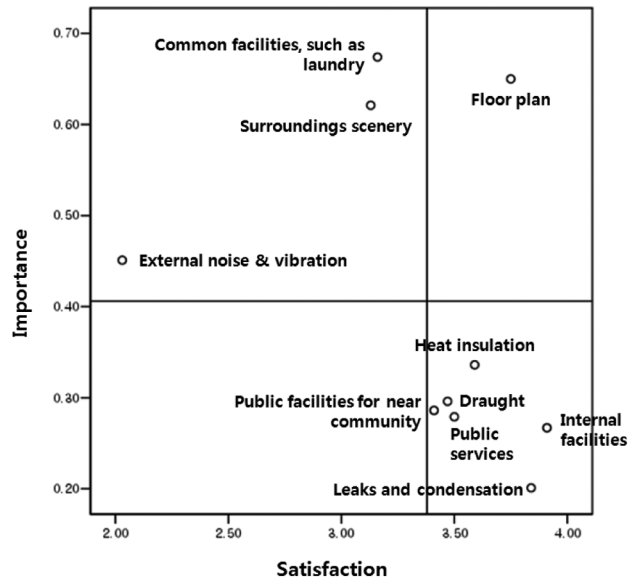 0.70
Common facilities, such as
laundry
Floor plan
0.60
Surroundings scenery
0.50
External noise & vibration
Importance
0.40
Heat insulation
0.30
Public facilities for near
community
Draught
Public
services
Internal
facilities
Leaks and condensation
0.20
2.00
2.50
3.00
3.50
4.00
Satisfaction